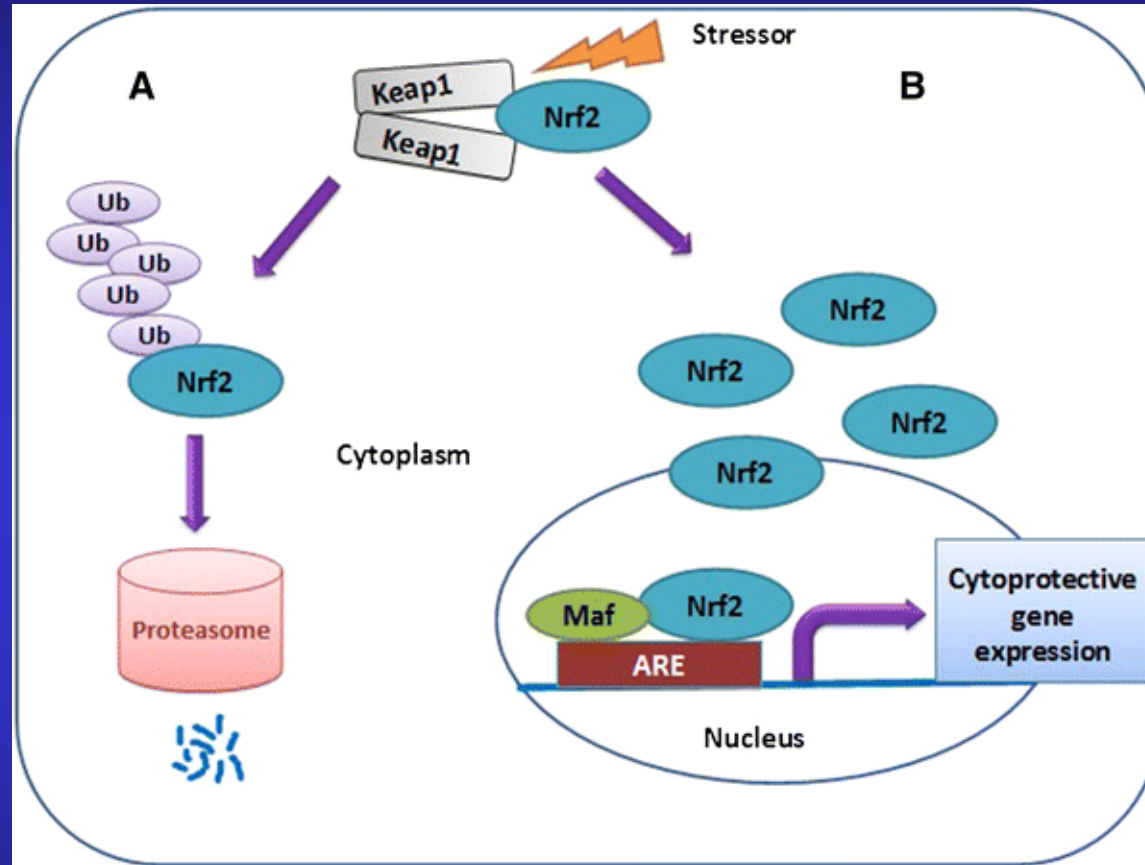 Stressor
A
B
Keap1
Keap1
Nrf2
Ub
Ub
Ub
Ub
Ub
Nrf2
Nrf2
Nrf2
Nrf2
Nrf2
Cytoplasm
Proteasome
Maf
Nrf2
ARE
Cytoprotective
gene
expression
Nucleus